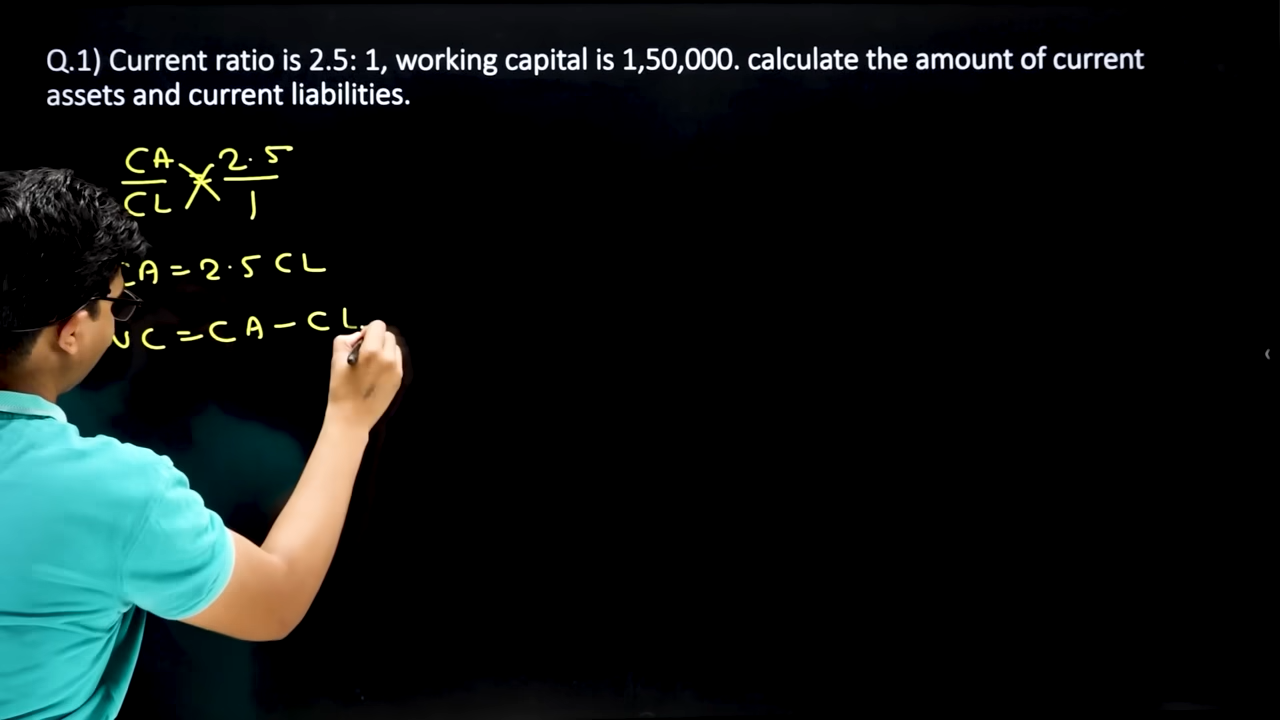 Q.1) Current ratio is 2.5: 1, working capital is 1,50,000. calculate the amount of current
assets and current liabilities.
CA 2.5
CL 1
CA = 2.5 CL
C = CA - CL